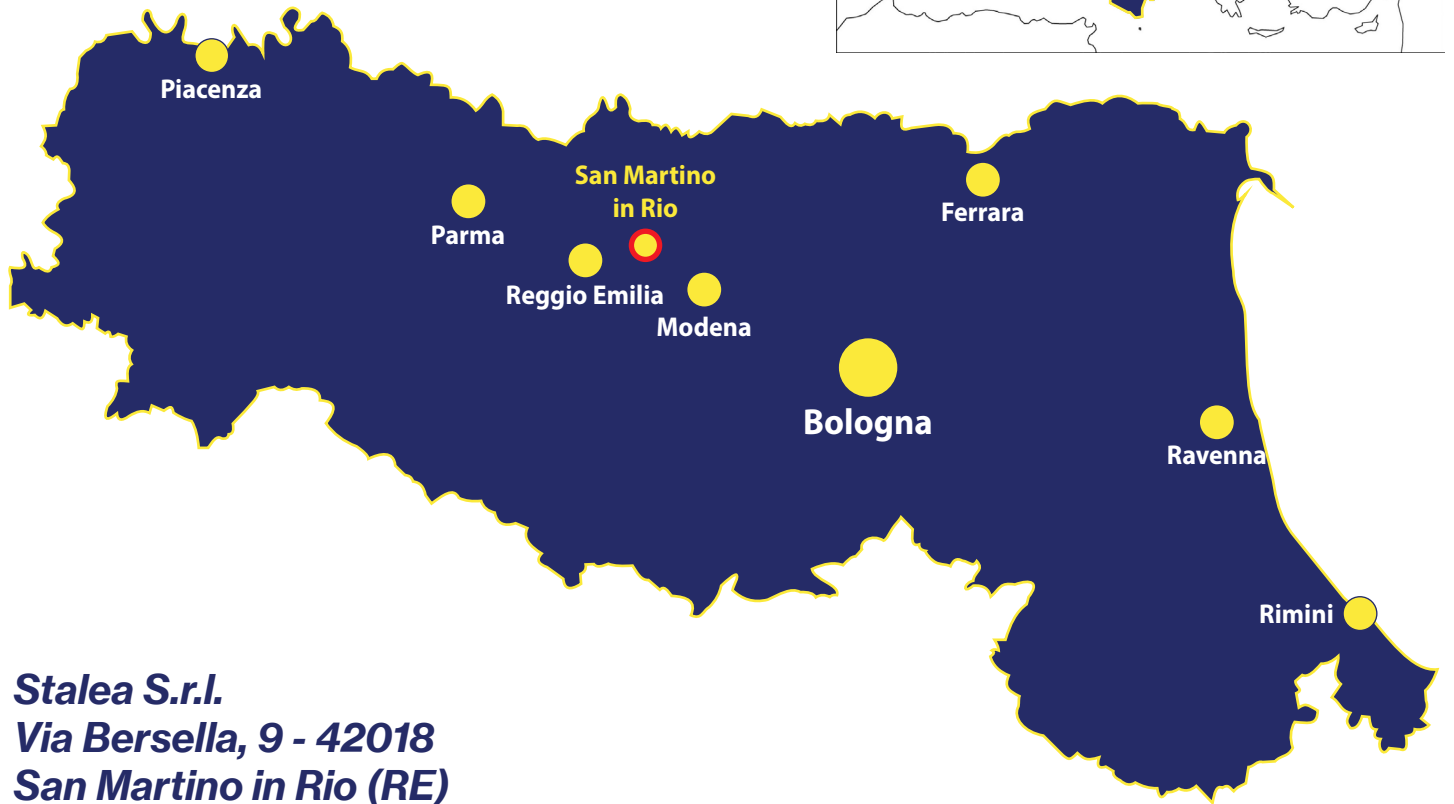 Piacenza
San Martino
in Rio
Parma
Ferrara
Reggio Emilia
Modena
Bologna
Ravenna
Rimini
Stalea S.r.l.
Via Bersella, 9 - 42018
San Martino in Rio (RE)